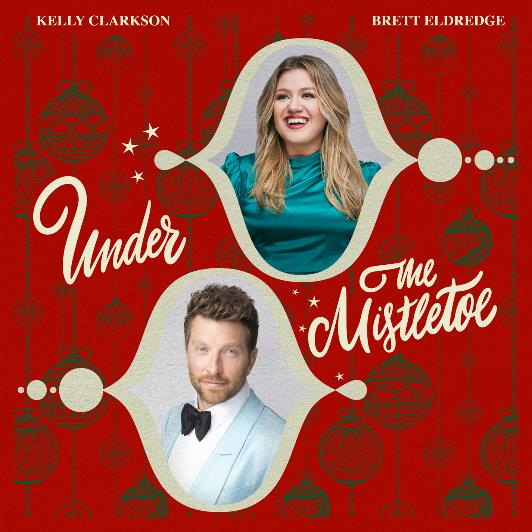 KELLY CLARKSON
BRETT ELDREDGE
Under
the
Mistletoe